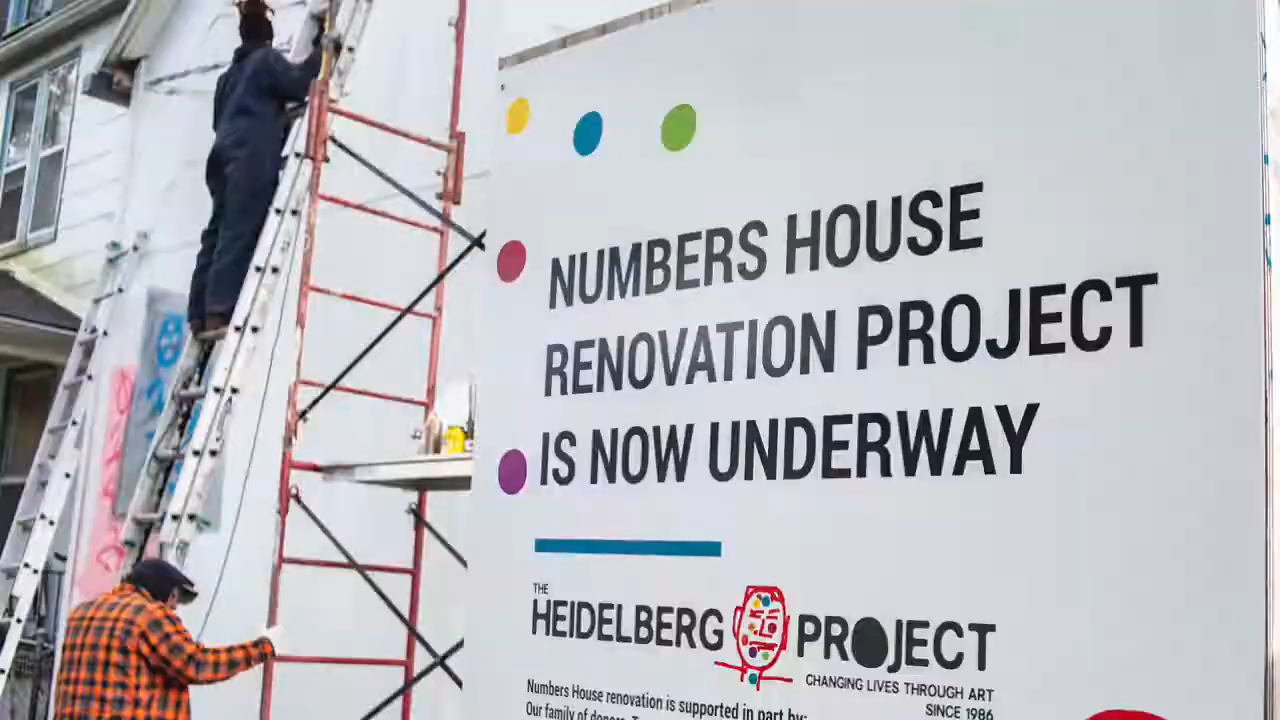 NUMBERS HOUSE
RENOVATION PROJECT
IS NOW UNDERWAY
THE
HEIDELBERG PROJECT
CHANGING LIVES THROUGH ART
SINCE 1986
Numbers House renovation is supported in part by:
Our family of donors,